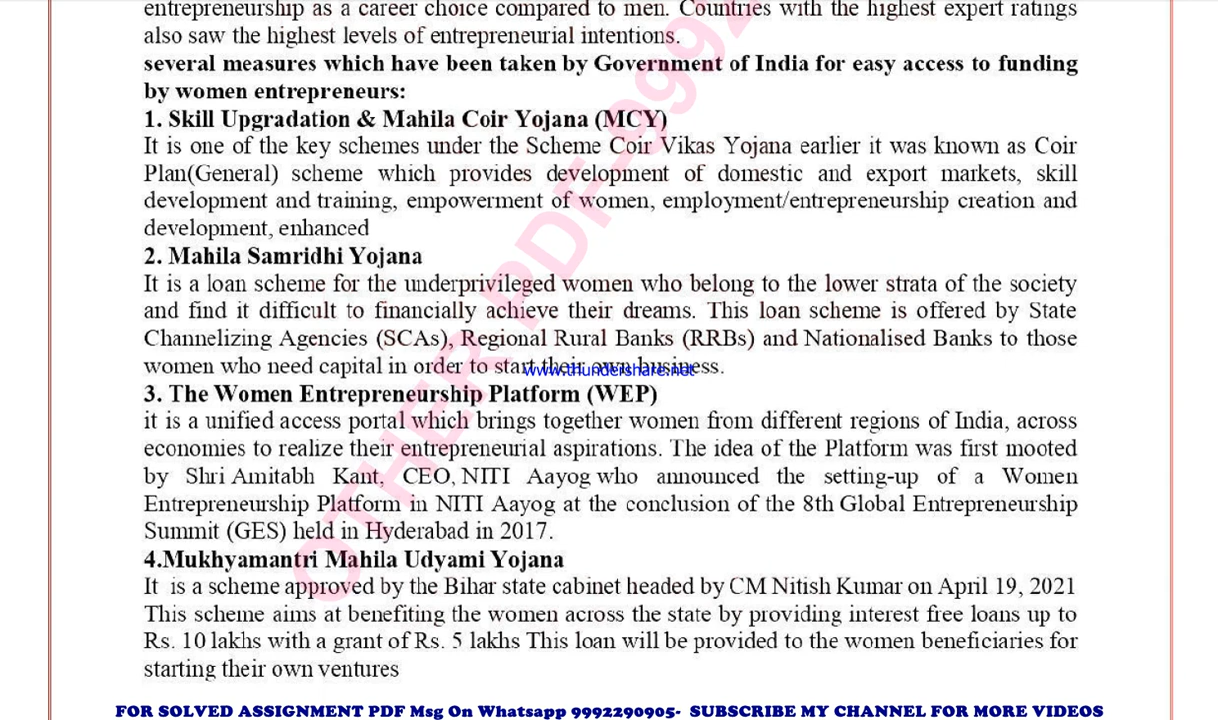 entrepreneurship as a career choice compared to men. Countries with the highest expert ratings
also saw the highest levels of entrepreneurial intentions.
several measures which have been taken by Government of India for easy access to funding
by women entrepreneurs:
1. Skill Upgradation & Mahila Coir Yojana (MCY)
It is one of the key schemes under the Scheme Coir Vikas Yojana earlier it was known as Coir
Plan(General) scheme which provides development of domestic and export markets, skill
development and training, empowerment of women, employment/entrepreneurship creation and
development, enhanced
2. Mahila Samridhi Yojana
It is a loan scheme for the underprivileged women who belong to the lower strata of the society
and find it difficult to financially achieve their dreams. This loan scheme is offered by State
Channelizing Agencies (SCAs), Regional Rural Banks (RRBs) and Nationalised Banks to those
women who need capital in order to start their own business.
www.thundershare.net
3. The Women Entrepreneurship Platform (WEP)
it is a unified access portal which brings together women from different regions of India, across
economies to realize their entrepreneurial aspirations. The idea of the Platform was first mooted
by Shri Amitabh Kant, CEO, NITI Aayog who announced the setting-up of a Women
Entrepreneurship Platform in NITI Aayog at the conclusion of the 8th Global Entrepreneurship
Summit (GES) held in Hyderabad in 2017.
4.Mukhyamantri Mahila Udyami Yojana
It is a scheme approved by the Bihar state cabinet headed by CM Nitish Kumar on April 19, 2021
This scheme aims at benefiting the women across the state by providing interest free loans up to
Rs. 10 lakhs with a grant of Rs. 5 lakhs This loan will be provided to the women beneficiaries for
starting their own ventures
OTHER PDF-9992
FOR SOLVED ASSIGNMENT PDF Msg On Whatsapp 9992290905- SUBSCRIBE MY CHANNEL FOR MORE VIDEOS